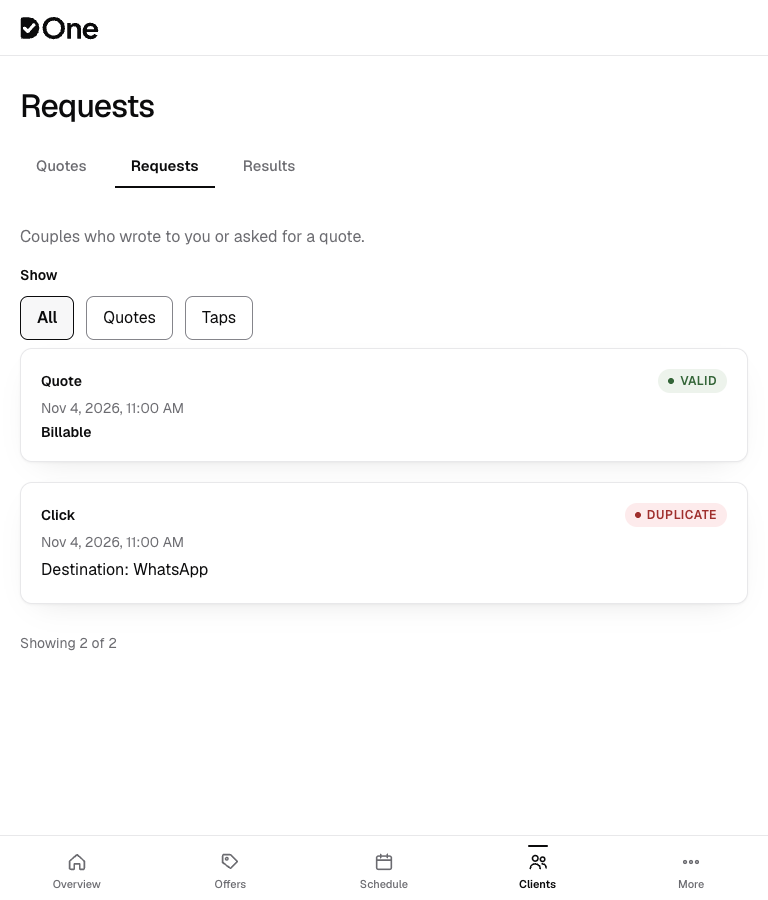 One
Requests
Quotes Requests Results
Couples who wrote to you or asked for a quote.
Show
All Quotes Taps
Quote VALID
Nov 4, 2026, 11:00 AM
Billable
Click DUPLICATE
Nov 4, 2026, 11:00 AM
Destination: WhatsApp
Showing 2 of 2
Overview Offers Schedule Clients More